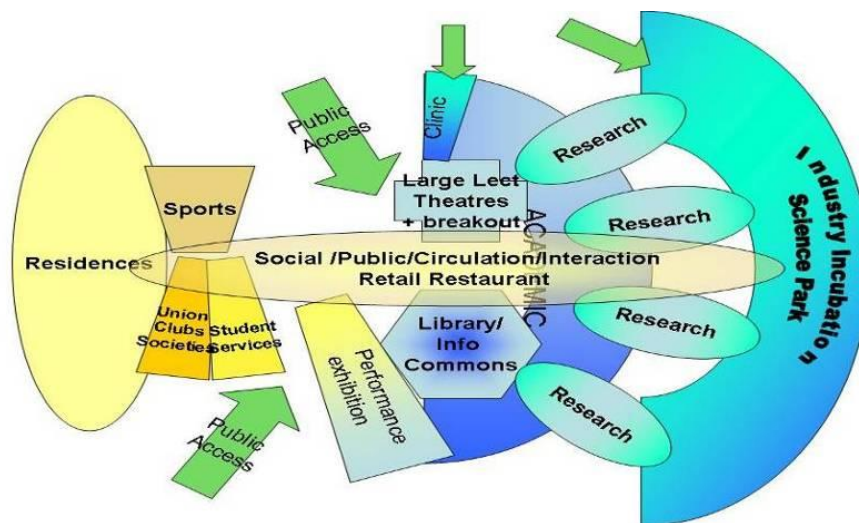 Public
Access
Clinic
Research
Large Lect
Theatres
+ breakout
ACADEMIC
Sports
Research
"Industry Incubation"
Science Park
Residences
Social /Public/Circulation/Interaction
Retail Restaurant
Union
Clubs
Societies
Student
Services
Library/
Info
Commons
Performance
exhibition
Research
Research
Public
Access